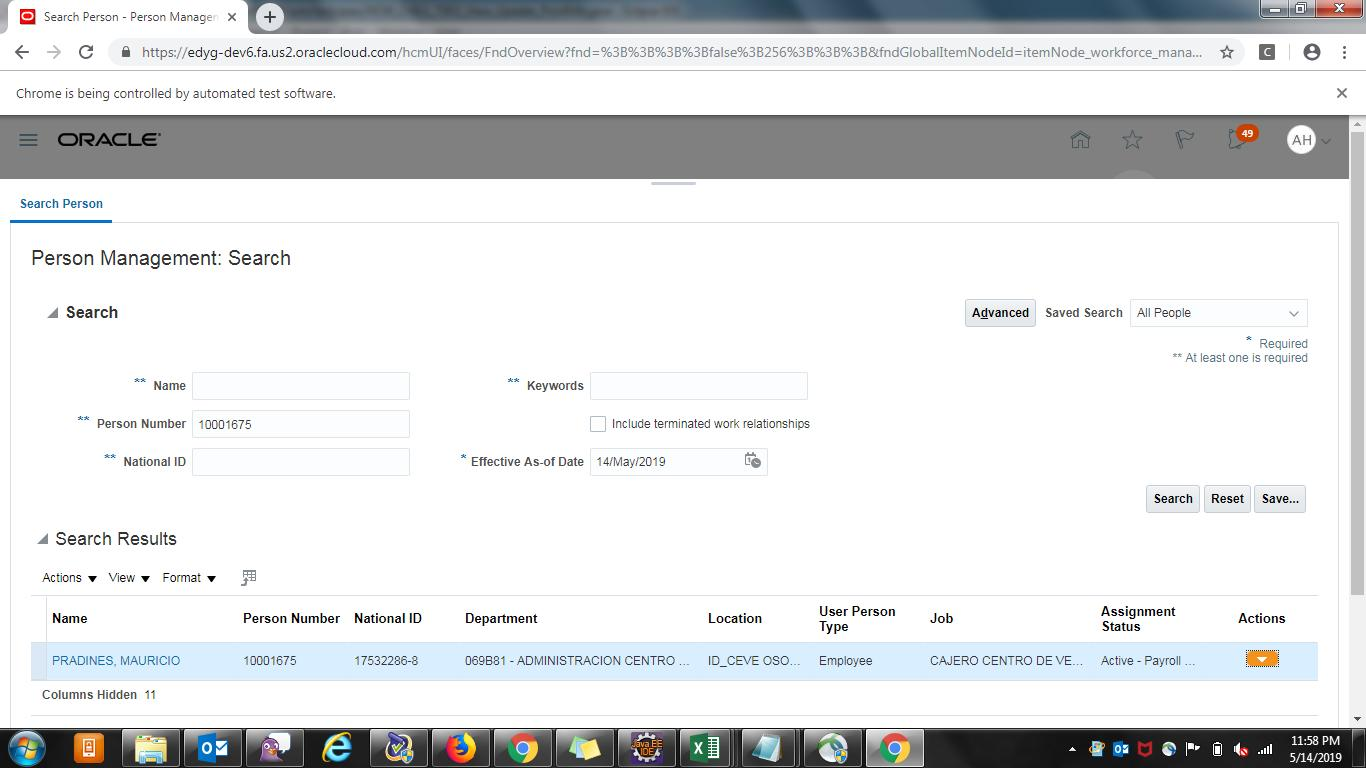 Search Person - Person Managen
https://edyg-dev6.fa.us2.oraclecloud.com/hcmUI/faces/FndOverview?fnd=%3B%3B%3B%3Bfalse%3B256%3B%3B%3B&fndGlobalItemNodeId=itemNode_workforce_mana...
C
Chrome is being controlled by automated test software.
ORACLE
49
AH
Search Person
Person Management: Search
Search
Advanced Saved Search All People
* Required
** At least one is required
** Name
** Keywords
** Person Number 10001675
Include terminated work relationships
** National ID
* Effective As-of Date 14/May/2019
Search Reset Save...
Search Results
Actions View Format
Name Person Number National ID Department Location User Person Type Job Assignment Status Actions
PRADINES, MAURICIO 10001675 17532286-8 069B81 - ADMINISTRACION CENTRO ... ID_CEVE OSO... Employee CAJERO CENTRO DE VE... Active - Payroll ...
Columns Hidden 11
Java EE
IDE
11:58 PM
5/14/2019